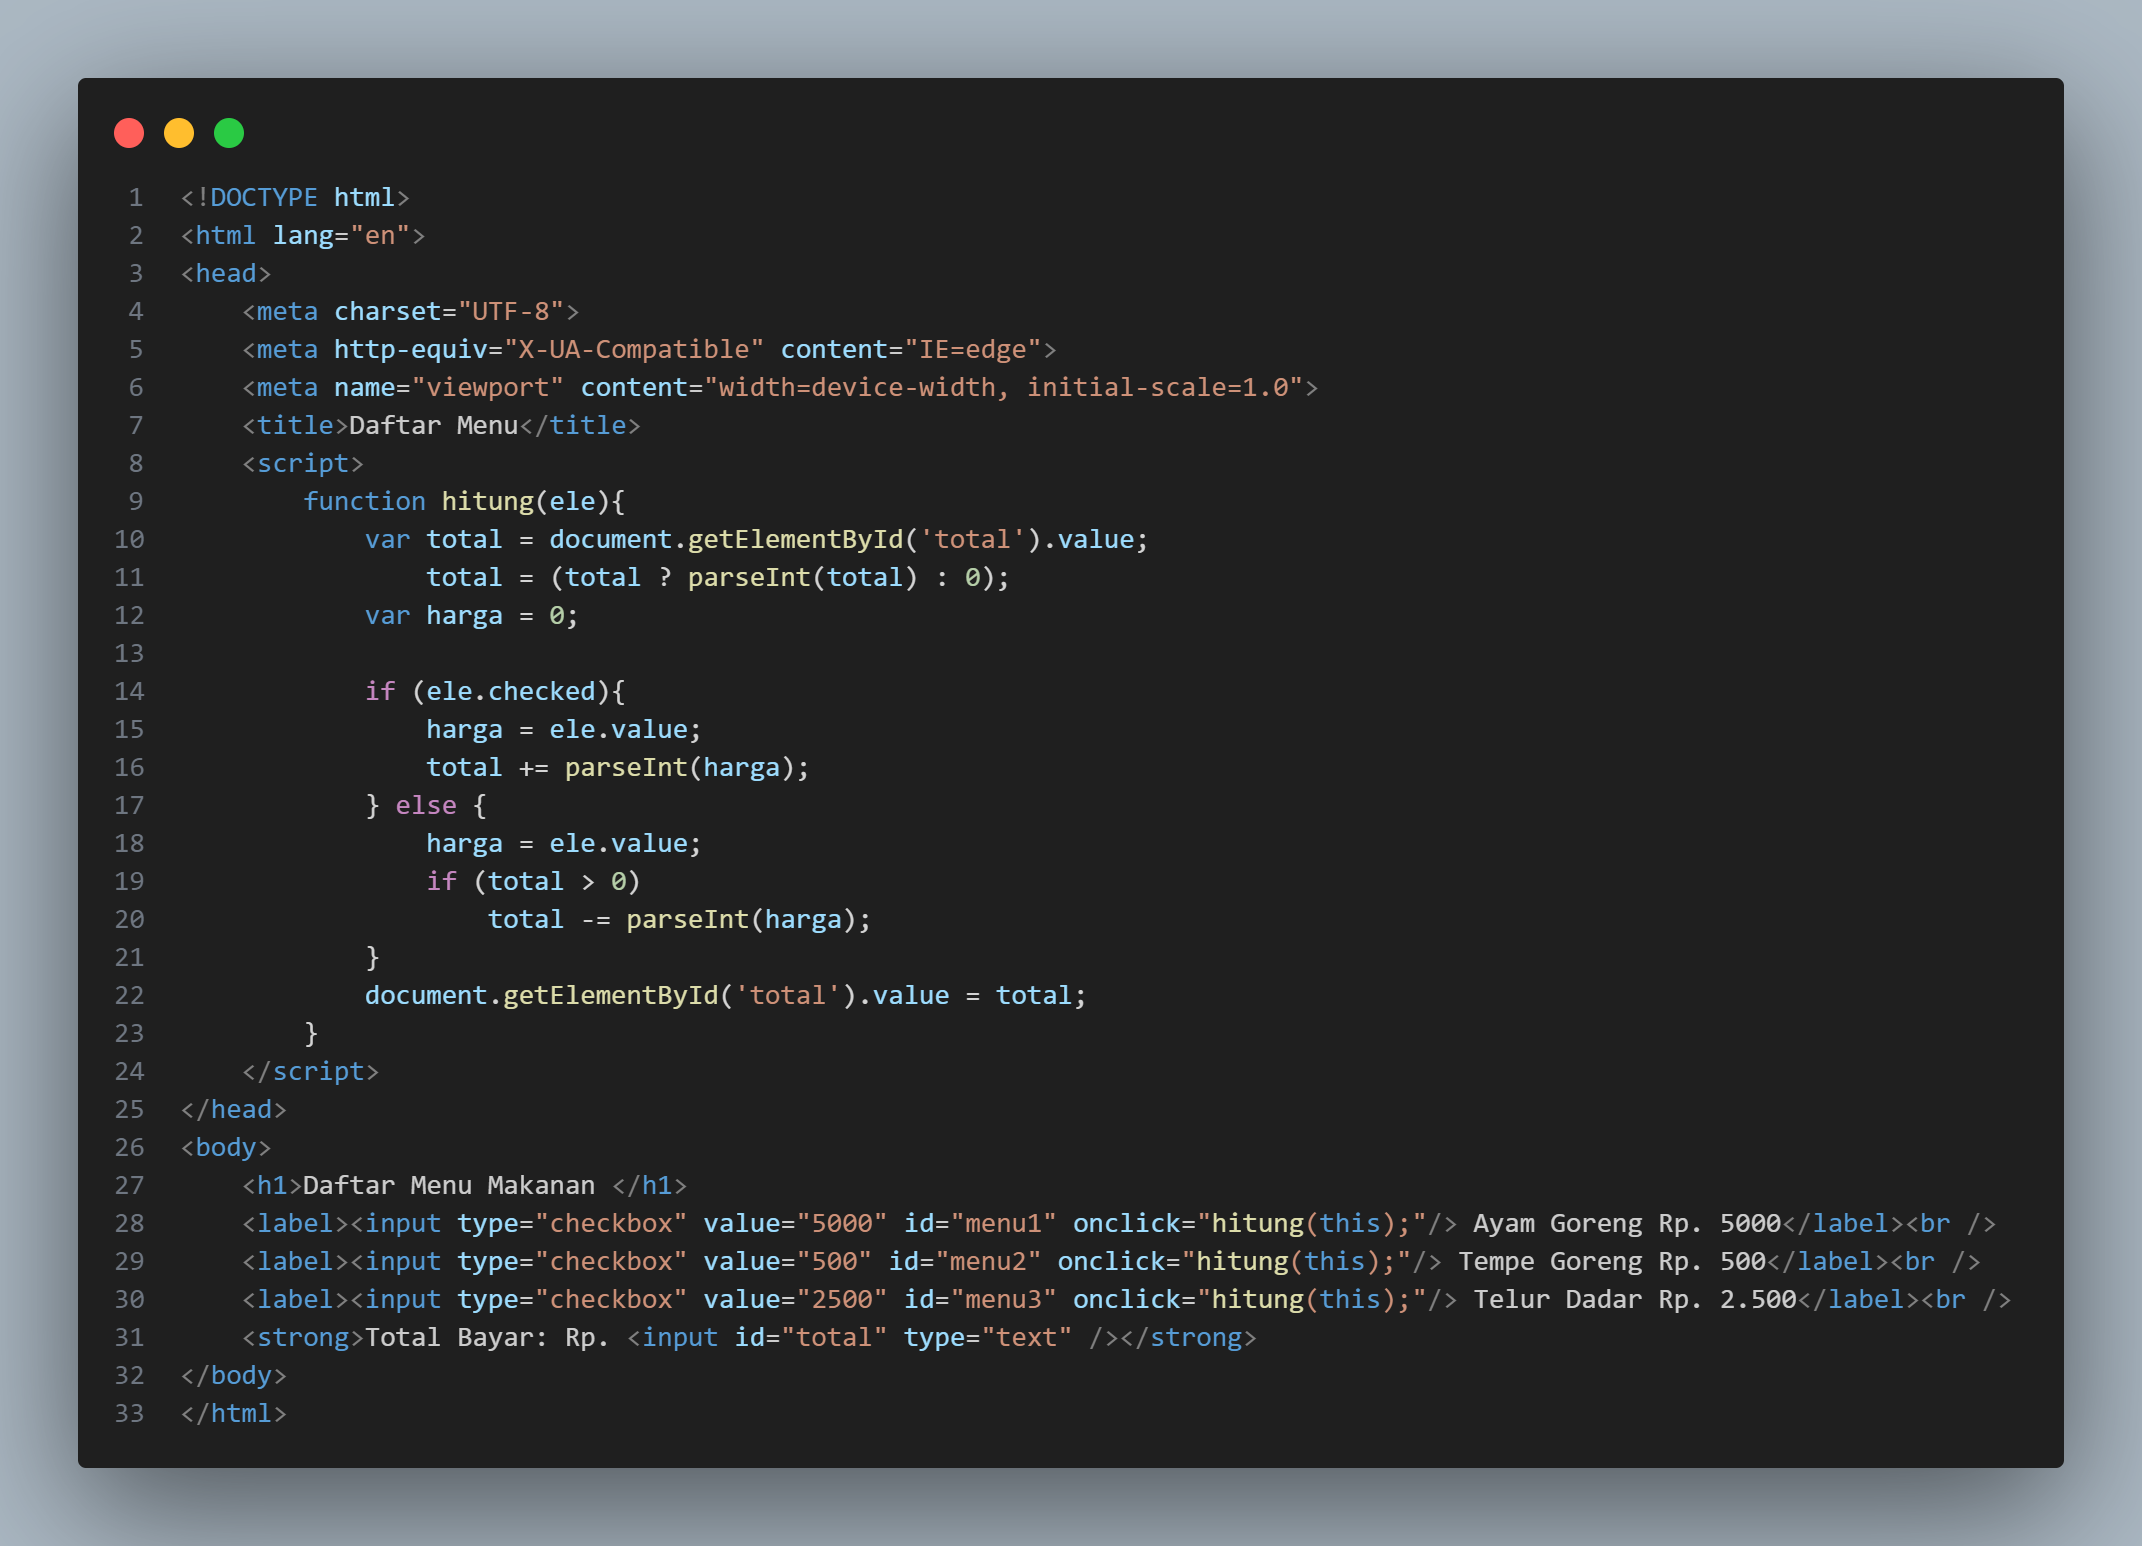 1 <!DOCTYPE html>
2 <html lang="en">
3 <head>
4     <meta charset="UTF-8">
5     <meta http-equiv="X-UA-Compatible" content="IE=edge">
6     <meta name="viewport" content="width=device-width, initial-scale=1.0">
7     <title>Daftar Menu</title>
8     <script>
9         function hitung(ele){
10             var total = document.getElementById('total').value;
11                 total = (total ? parseInt(total) : 0);
12             var harga = 0;
13
14             if (ele.checked){
15                 harga = ele.value;
16                 total += parseInt(harga);
17             } else {
18                 harga = ele.value;
19                 if (total > 0)
20                     total -= parseInt(harga);
21             }
22             document.getElementById('total').value = total;
23         }
24     </script>
25 </head>
26 <body>
27     <h1>Daftar Menu Makanan </h1>
28     <label><input type="checkbox" value="5000" id="menu1" onclick="hitung(this);"/> Ayam Goreng Rp. 5000</label><br />
29     <label><input type="checkbox" value="500" id="menu2" onclick="hitung(this);"/> Tempe Goreng Rp. 500</label><br />
30     <label><input type="checkbox" value="2500" id="menu3" onclick="hitung(this);"/> Telur Dadar Rp. 2.500</label><br />
31     <strong>Total Bayar: Rp. <input id="total" type="text" /></strong>
32 </body>
33 </html>